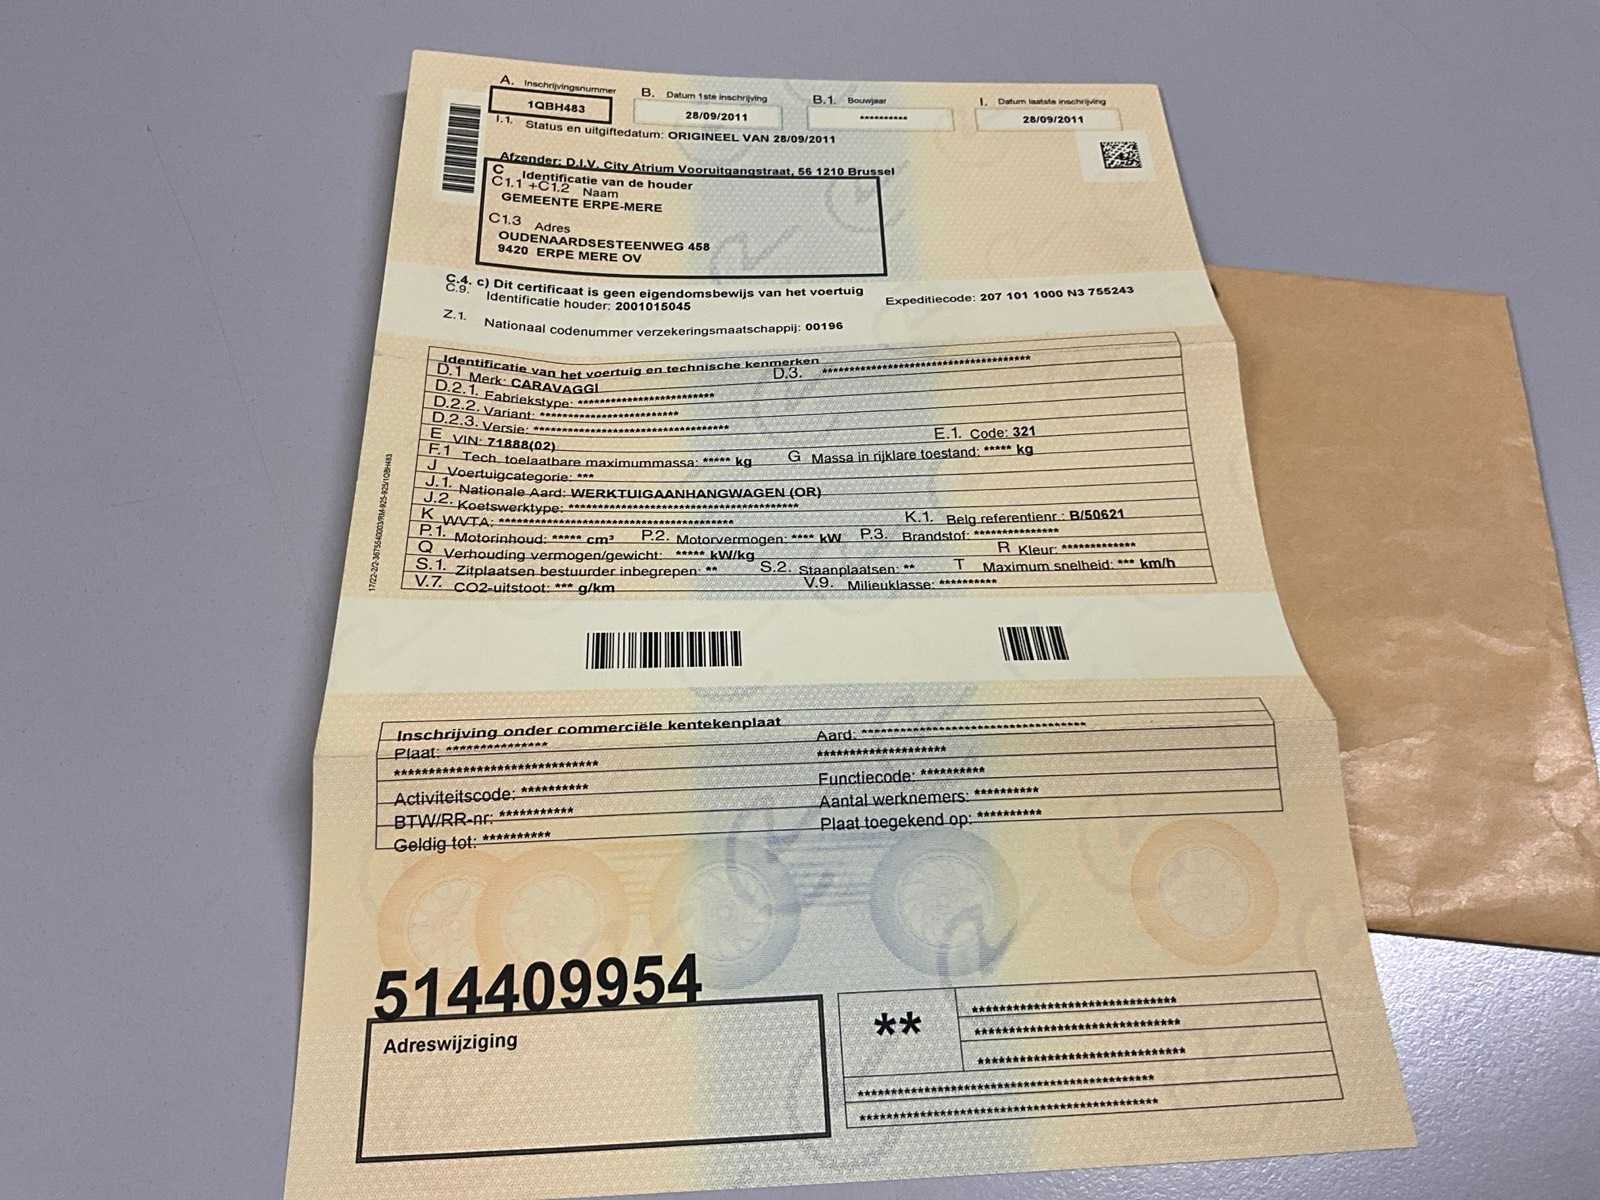 A. Inschrijvingsnummer
1QBH483
B. Datum 1ste inschrijving
28/09/2011
B.1. Bouwjaar
**********
I. Datum laatste inschrijving
28/09/2011
I.1. Status en uitgiftedatum: ORIGINEEL VAN 28/09/2011
Afzender: D.I.V. City Atrium Vooruitgangstraat, 56 1210 Brussel
C Identificatie van de houder
C1.1 +C1.2 Naam
GEMEENTE ERPE-MERE
C1.3 Adres
OUDENAARDSESTEENWEG 458
9420 ERPE MERE OV
C.4. c) Dit certificaat is geen eigendomsbewijs van het voertuig
C.9. Identificatie houder: 2001015045
Expeditiecode: 207 101 1000 N3 755243
Z.1. Nationaal codenummer verzekeringsmaatschappij: 00196
Identificatie van het voertuig en technische kenmerken
D.1 Merk: CARAVAGGI D.3. ***********************************
D.2.1. Fabriekstype: ***********************
D.2.2. Variant: ***********************
D.2.3. Versie: *********************************
E VIN: 71888(02) E.1. Code: 321
F.1 Tech. toelaatbare maximummassa: ***** kg G Massa in rijklare toestand: ***** kg
J Voertuigcategorie: ***
J.1. Nationale Aard: WERKTUIGAANHANGWAGEN (OR)
J.2. Koetswerktype: ***************************************
K WVTA: *************************************** K.1. Belg referentienr.: B/50621
P.1. Motorinhoud: ***** cm³ P.2. Motorvermogen: **** kW P.3. Brandstof: ***************
Q Verhouding vermogen/gewicht: ***** kW/kg R Kleur: *************
S.1. Zitplaatsen bestuurder inbegrepen: ** S.2. Staanplaatsen: ** T Maximum snelheid: *** km/h
V.7. CO2-uitstoot: *** g/km V.9. Milieuklasse: **********
Inschrijving onder commerciële kentekenplaat
Plaat: *************** Aard: **********************************
******************************* ********************
Activiteitscode: ********** Functiecode: **********
BTW/RR-nr: *********** Aantal werknemers: **********
Geldig tot: ********** Plaat toegekend op: **********
514409954
Adreswijziging
**
**********************************
**********************************
**********************************
*************************************************
*************************************************